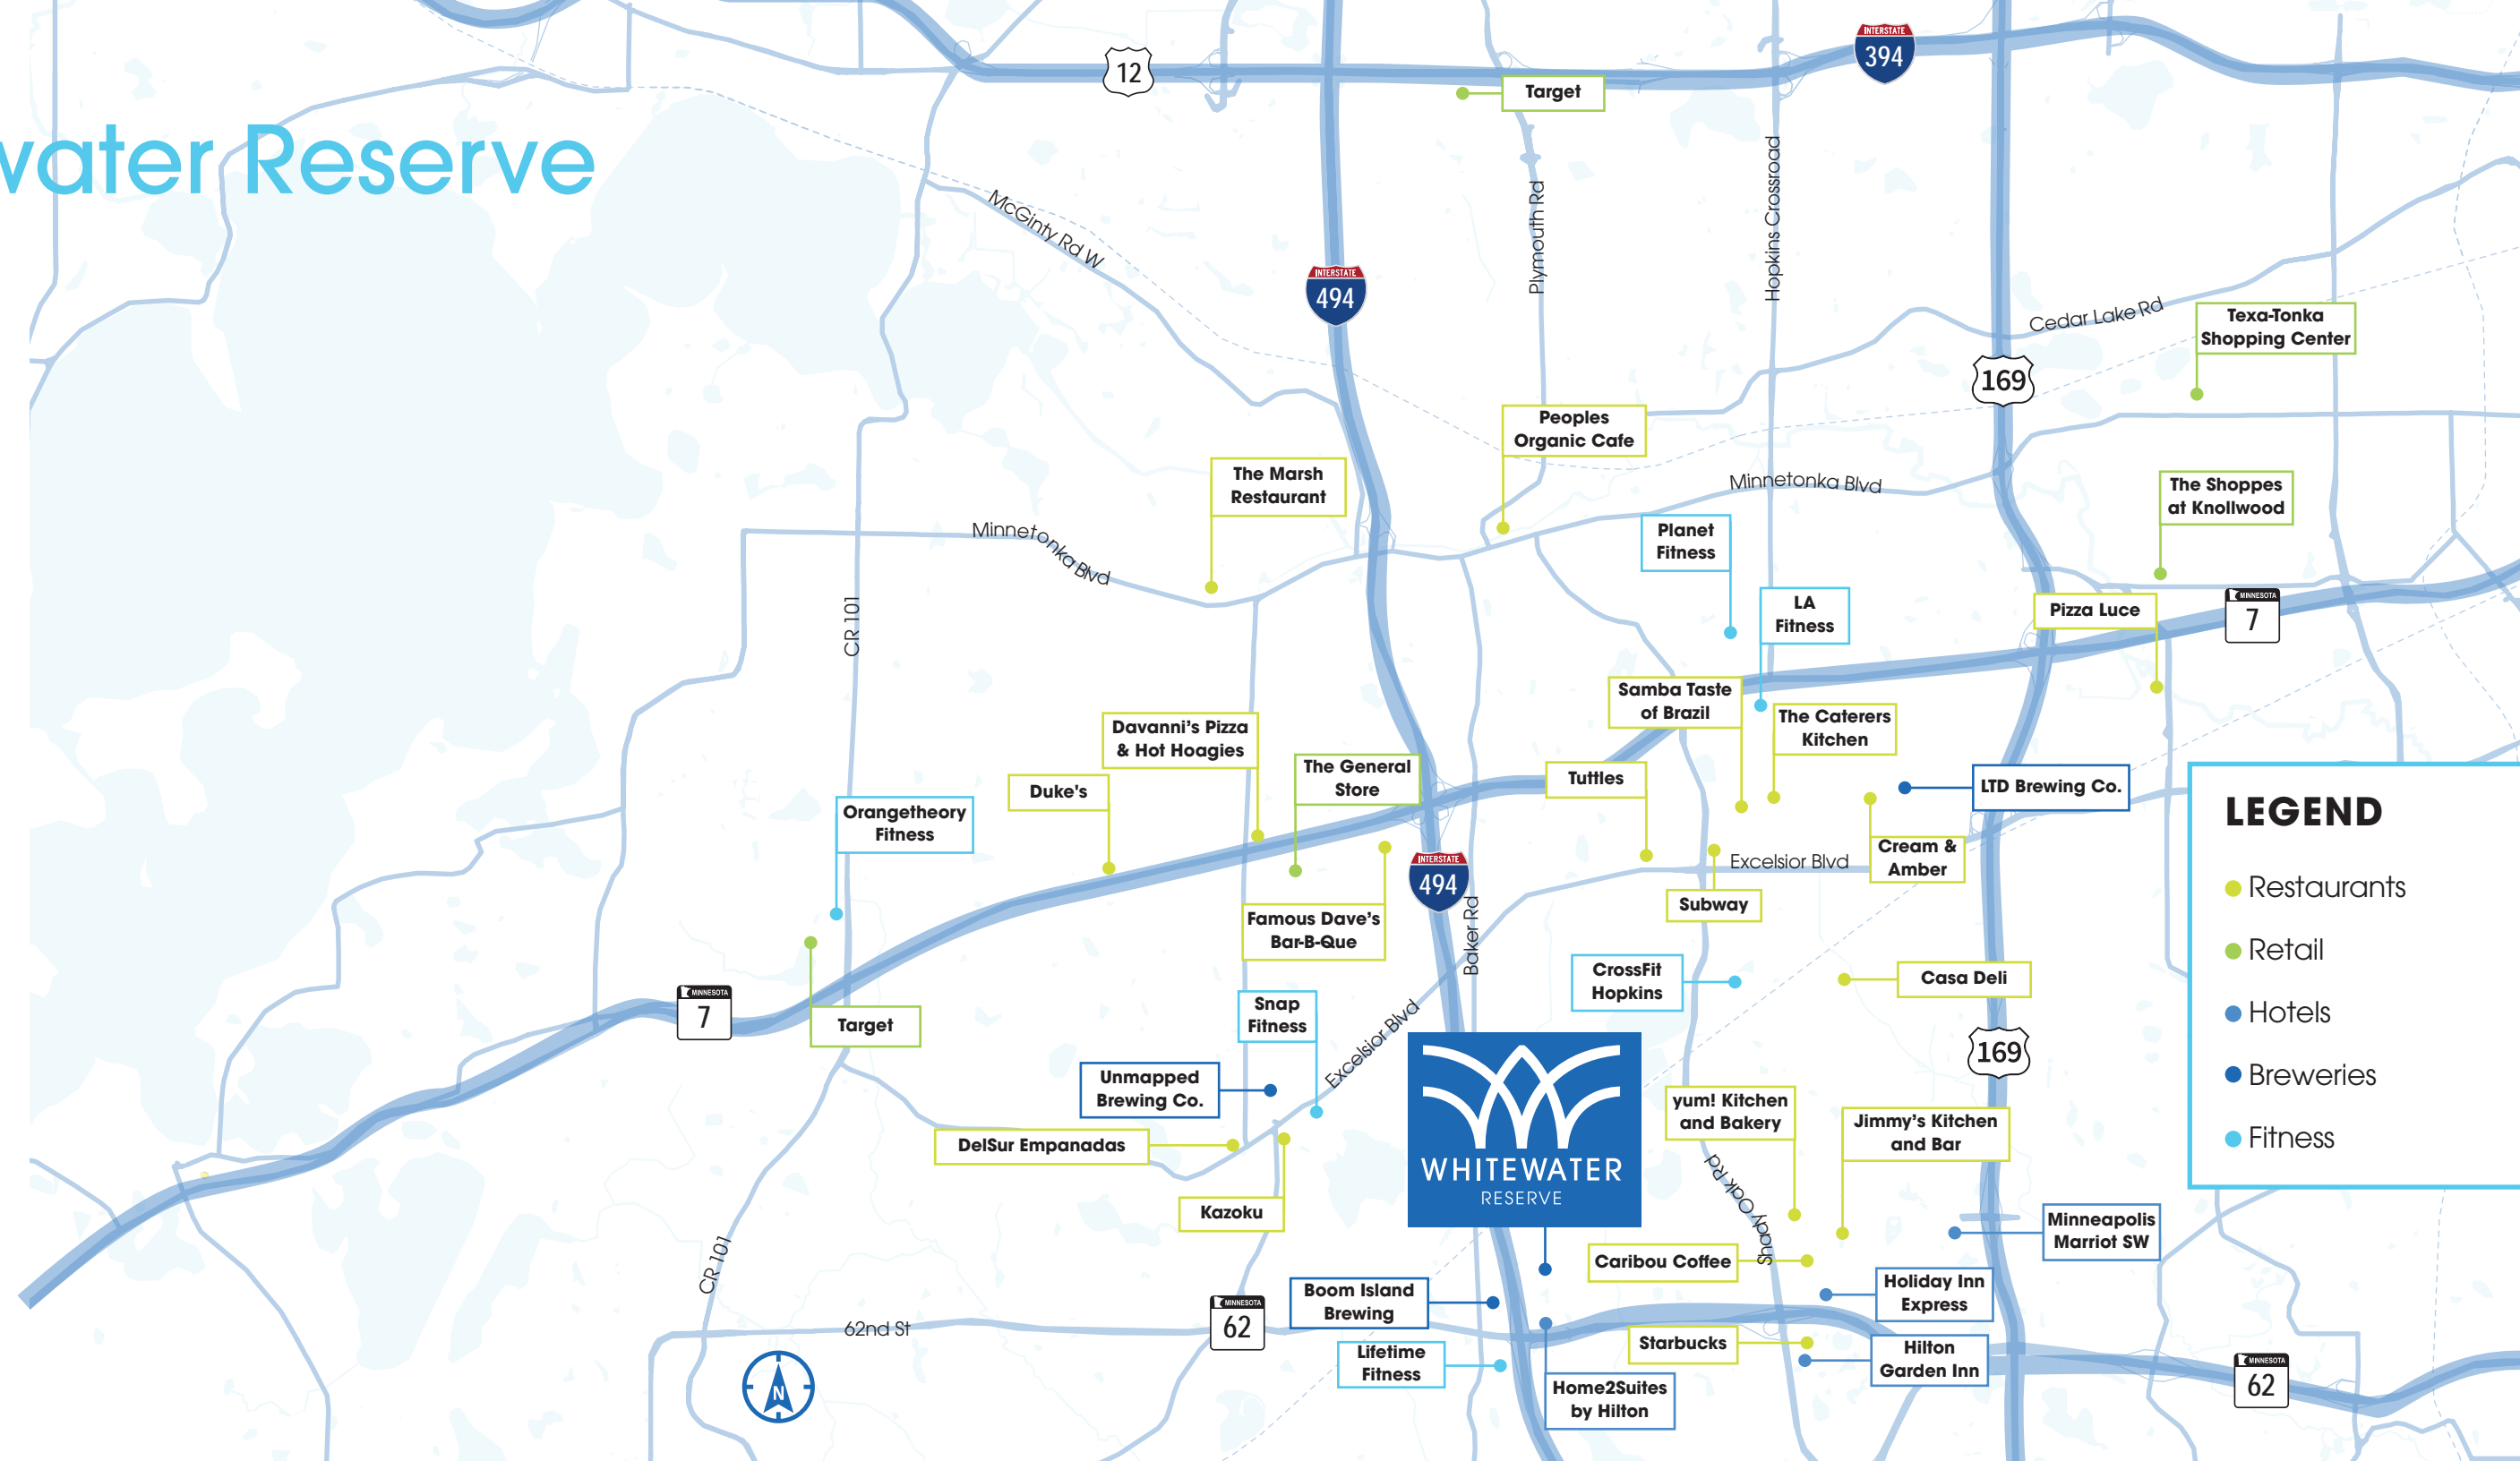 INTERSTATE
394
12
Target
water Reserve
Plymouth Rd
Hopkins Crossroad
McGinty Rd W
INTERSTATE
494
Cedar Lake Rd
Texa-Tonka
Shopping Center
169
Peoples
Organic Cafe
The Marsh
Restaurant
Minnetonka Blvd
The Shoppes
at Knollwood
Minnetonka Blvd
Planet
Fitness
LA
Fitness
Pizza Luce
MINNESOTA
7
CR 101
Samba Taste
of Brazil
The Caterers
Kitchen
Davanni's Pizza
& Hot Hoagies
The General
Store
Tuttles
LTD Brewing Co.
Duke's
Orangetheory
Fitness
LEGEND
Restaurants
Retail
Hotels
Breweries
Fitness
Excelsior Blvd
Cream &
Amber
INTERSTATE
494
Subway
Famous Dave's
Bar-B-Que
Baker Rd
CrossFit
Hopkins
Casa Deli
MINNESOTA
7
Target
Snap
Fitness
Excelsior Blvd
169
Unmapped
Brewing Co.
DelSur Empanadas
WHITEWATER
RESERVE
yum! Kitchen
and Bakery
Jimmy's Kitchen
and Bar
Shady Oak Rd
Kazoku
Minneapolis
Marriot SW
CR 101
Caribou Coffee
Boom Island
Brewing
Holiday Inn
Express
MINNESOTA
62
62nd St
Starbucks
Lifetime
Fitness
Hilton
Garden Inn
Home2Suites
by Hilton
MINNESOTA
62
N